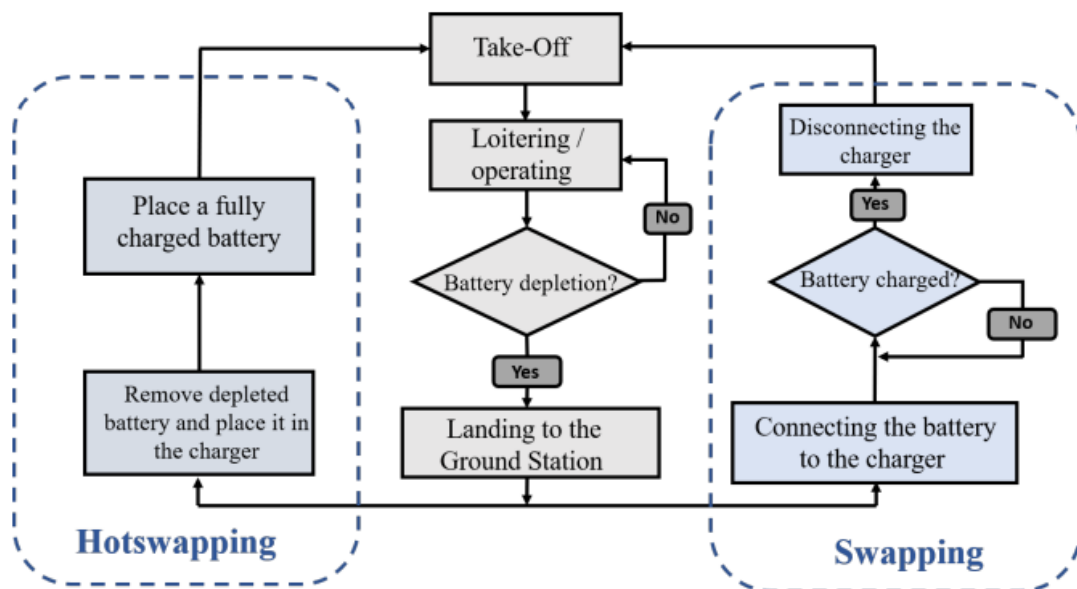 Take-Off
Loitering /
operating
No
Battery depletion?
Yes
Landing to the
Ground Station
Place a fully
charged battery
Remove depleted
battery and place it in
the charger
Hotswapping
Disconnecting the
charger
Yes
Battery charged?
No
Connecting the battery
to the charger
Swapping